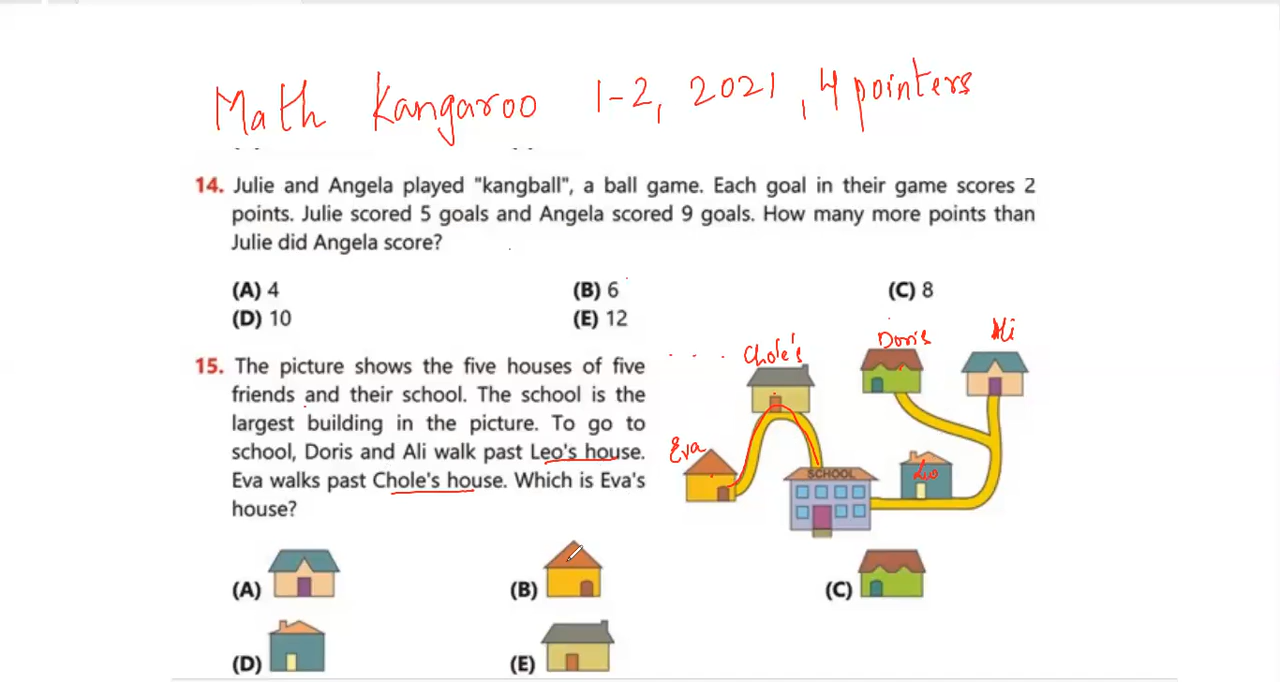 Math Kangaroo 1-2, 2021, 4 pointers
14. Julie and Angela played "kangball", a ball game. Each goal in their game scores 2
points. Julie scored 5 goals and Angela scored 9 goals. How many more points than
Julie did Angela score?
(A) 4
(B) 6
(C) 8
(D) 10
(E) 12
15. The picture shows the five houses of five
friends and their school. The school is the
largest building in the picture. To go to
school, Doris and Ali walk past Leo's house.
Eva walks past Chole's house. Which is Eva's
house?
Chole's
Doris
Ali
Eva
SCHOOL
Lo
(A)
(B)
(C)
(D)
(E)